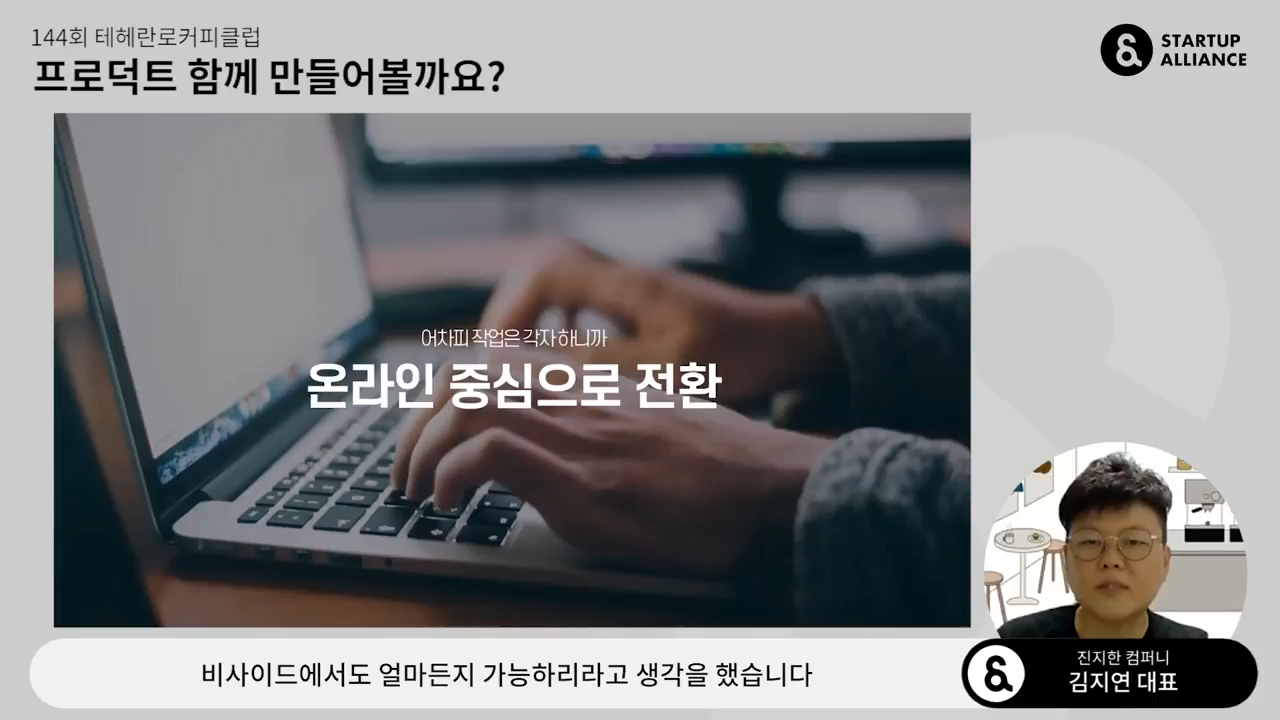 144회 테헤란로커피클럽
프로덕트 함께 만들어볼까요?
STARTUP
ALLIANCE
어차피 작업은 각자 하니까
온라인 중심으로 전환
비사이드에서도 얼마든지 가능하리라고 생각을 했습니다
진지한 컴퍼니
김지연 대표